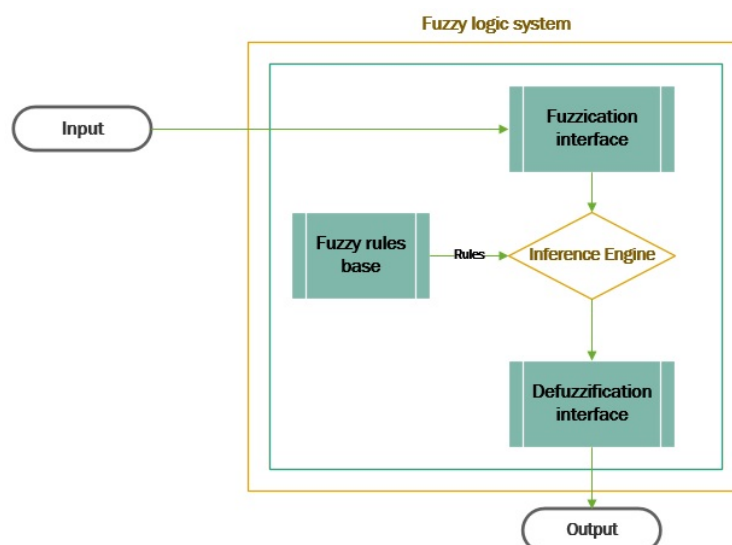 Fuzzy logic system
Input
Fuzzication
interface
Fuzzy rules
base
Rules
Inference Engine
Defuzzification
interface
Output